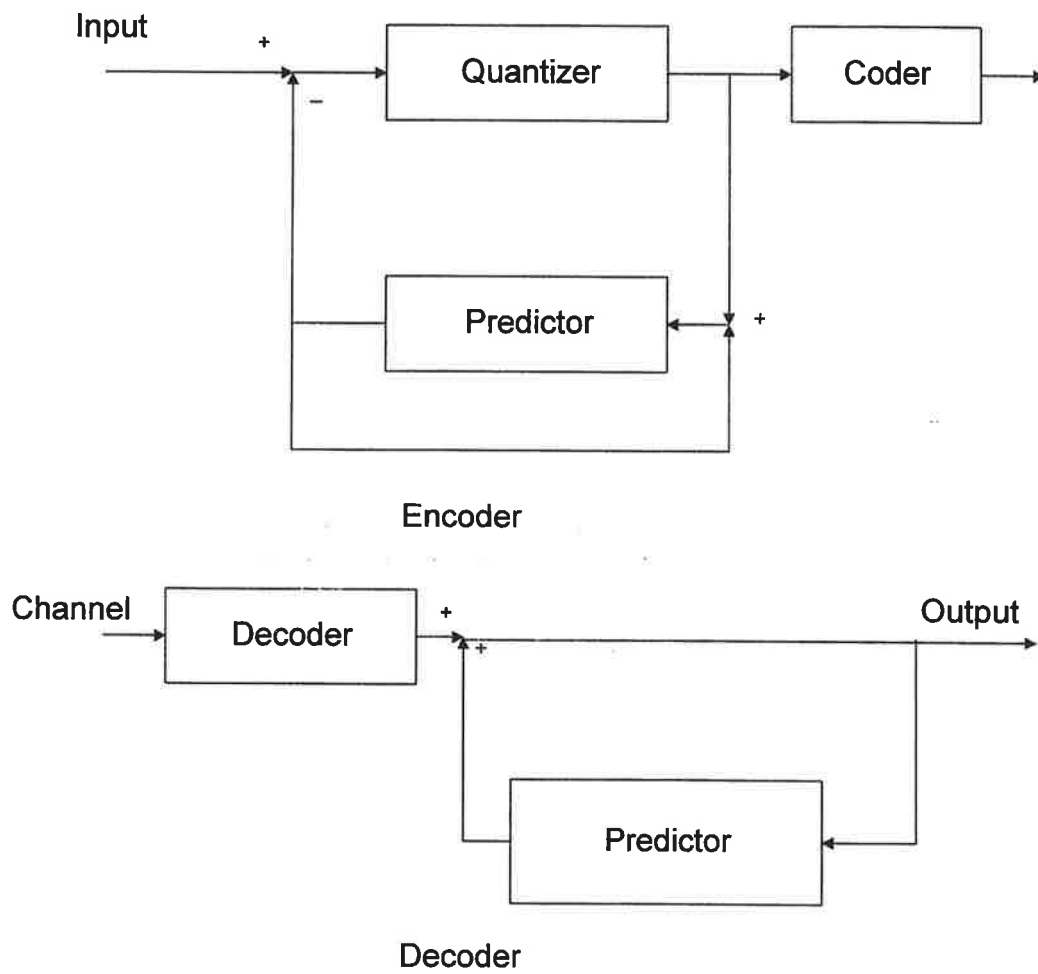 Input
+
Quantizer
Coder
–
Predictor
+
Encoder
Channel
Decoder
+
+
Output
Predictor
Decoder